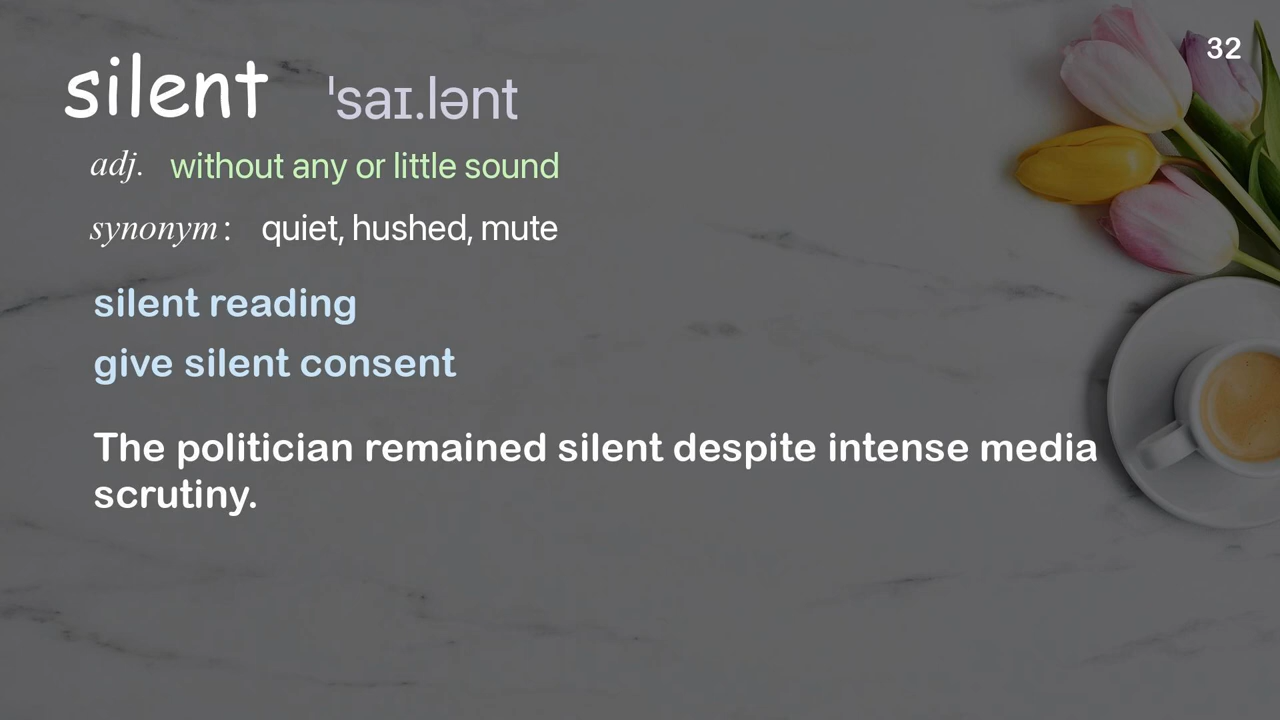 32
silent ˈsaɪ.lənt
adj. without any or little sound
synonym: quiet, hushed, mute
silent reading
give silent consent
The politician remained silent despite intense media
scrutiny.